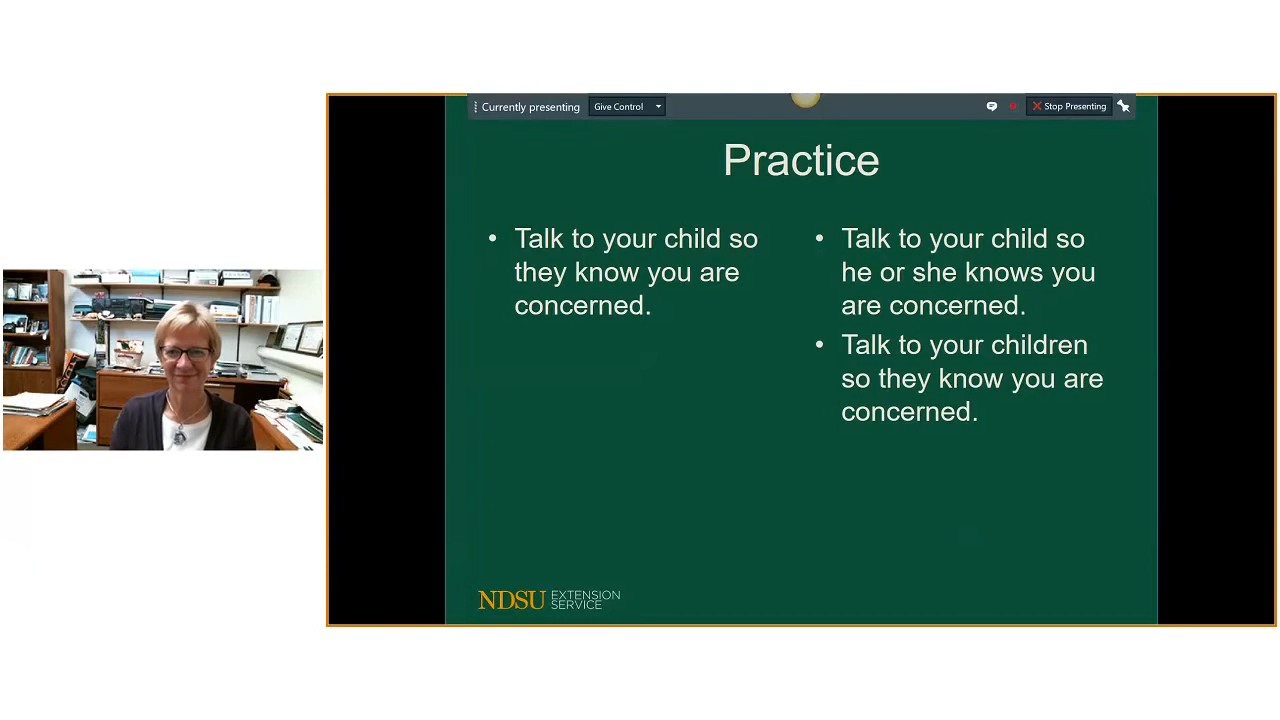 Currently presenting
Give Control
Stop Presenting
Practice
• Talk to your child so
they know you are
concerned.
• Talk to your child so
he or she knows you
are concerned.
• Talk to your children
so they know you are
concerned.
NDSU EXTENSION
SERVICE